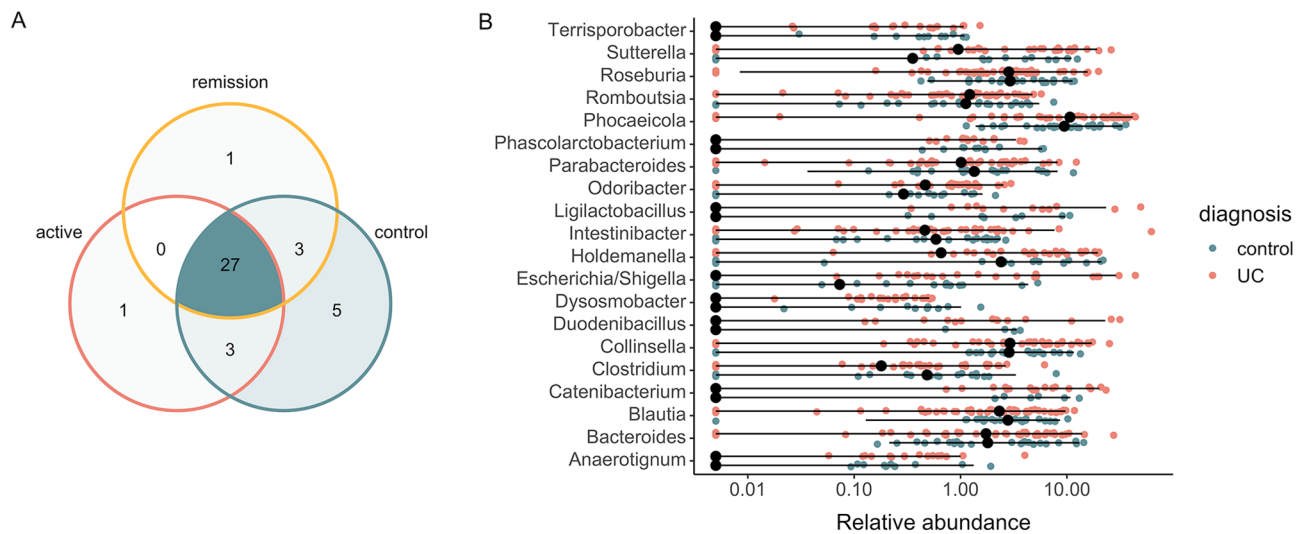 A
remission
1
active
0
3
control
27
1
5
3
B
Terrisporobacter
Sutterella
Roseburia
Romboutsia
Phocaeicola
Phascolarctobacterium
Parabacteroides
Odoribacter
Ligilactobacillus
Intestinibacter
Holdemanella
Escherichia/Shigella
Dysosmobacter
Duodenibacillus
Collinsella
Clostridium
Catenibacterium
Blautia
Bacteroides
Anaerotignum
0.01
0.10
1.00
10.00
Relative abundance
diagnosis
control
UC